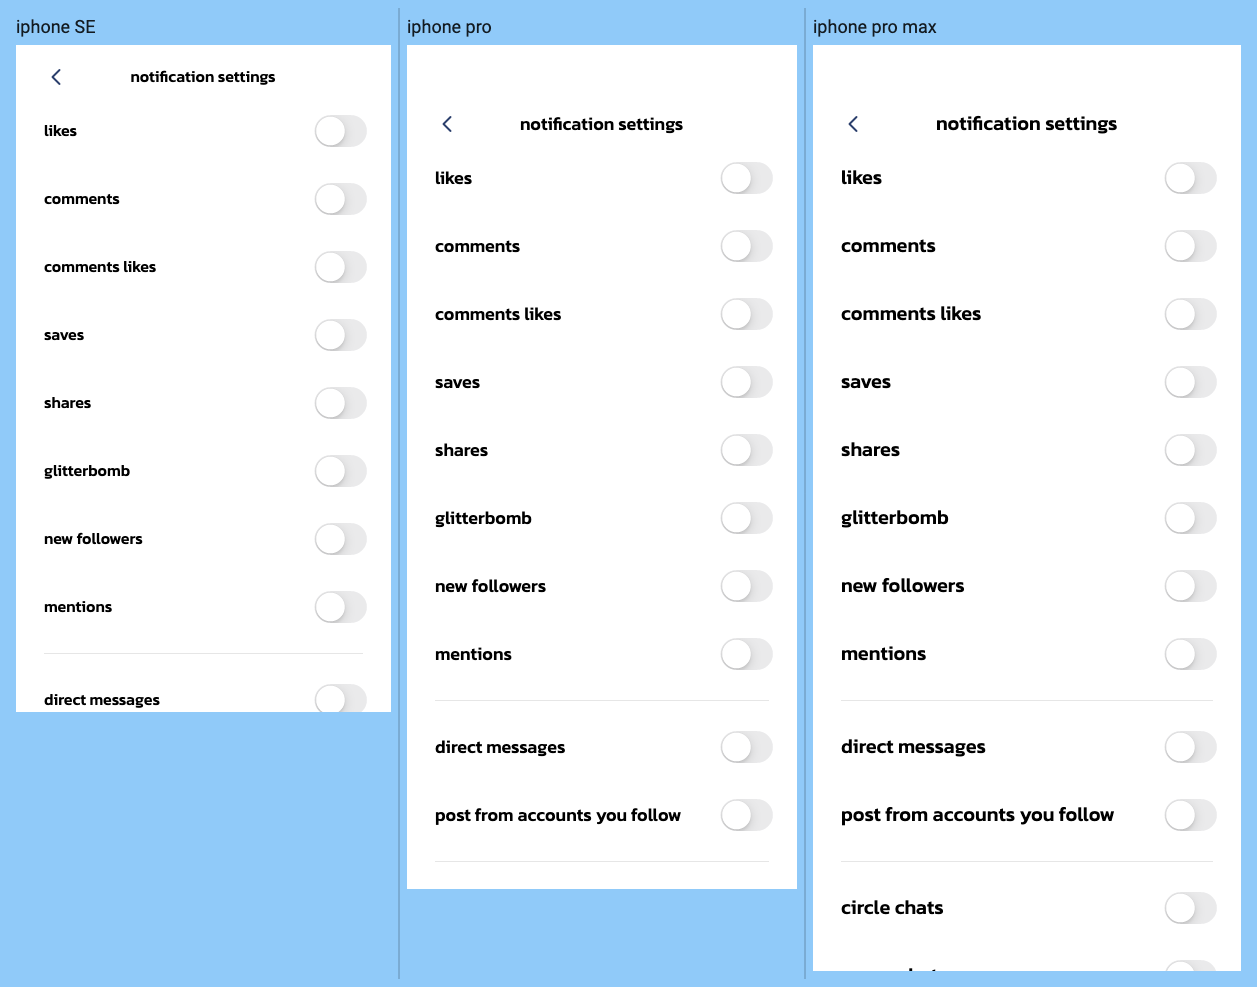 iphone SE
notification settings
likes
comments
comments likes
saves
shares
glitterbomb
new followers
mentions
direct messages
iphone pro
notification settings
likes
comments
comments likes
saves
shares
glitterbomb
new followers
mentions
direct messages
post from accounts you follow
iphone pro max
notification settings
likes
comments
comments likes
saves
shares
glitterbomb
new followers
mentions
direct messages
post from accounts you follow
circle chats